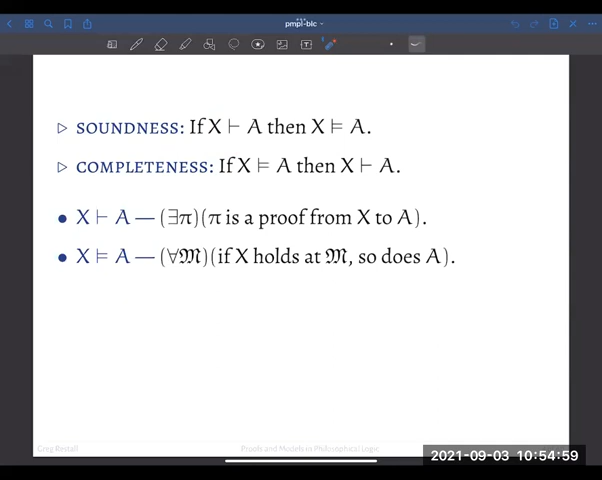 pmpl-blc
▷ SOUNDNESS: If X ⊢ A then X ⊨ A.
▷ COMPLETENESS: If X ⊨ A then X ⊢ A.
• X ⊢ A — (∃π)(π is a proof from X to A).
• X ⊨ A — (∀𝔐)(if X holds at 𝔐, so does A).
Greg Restall
Proofs and Models in Philosophical Logic
2021-09-03 10:54:59